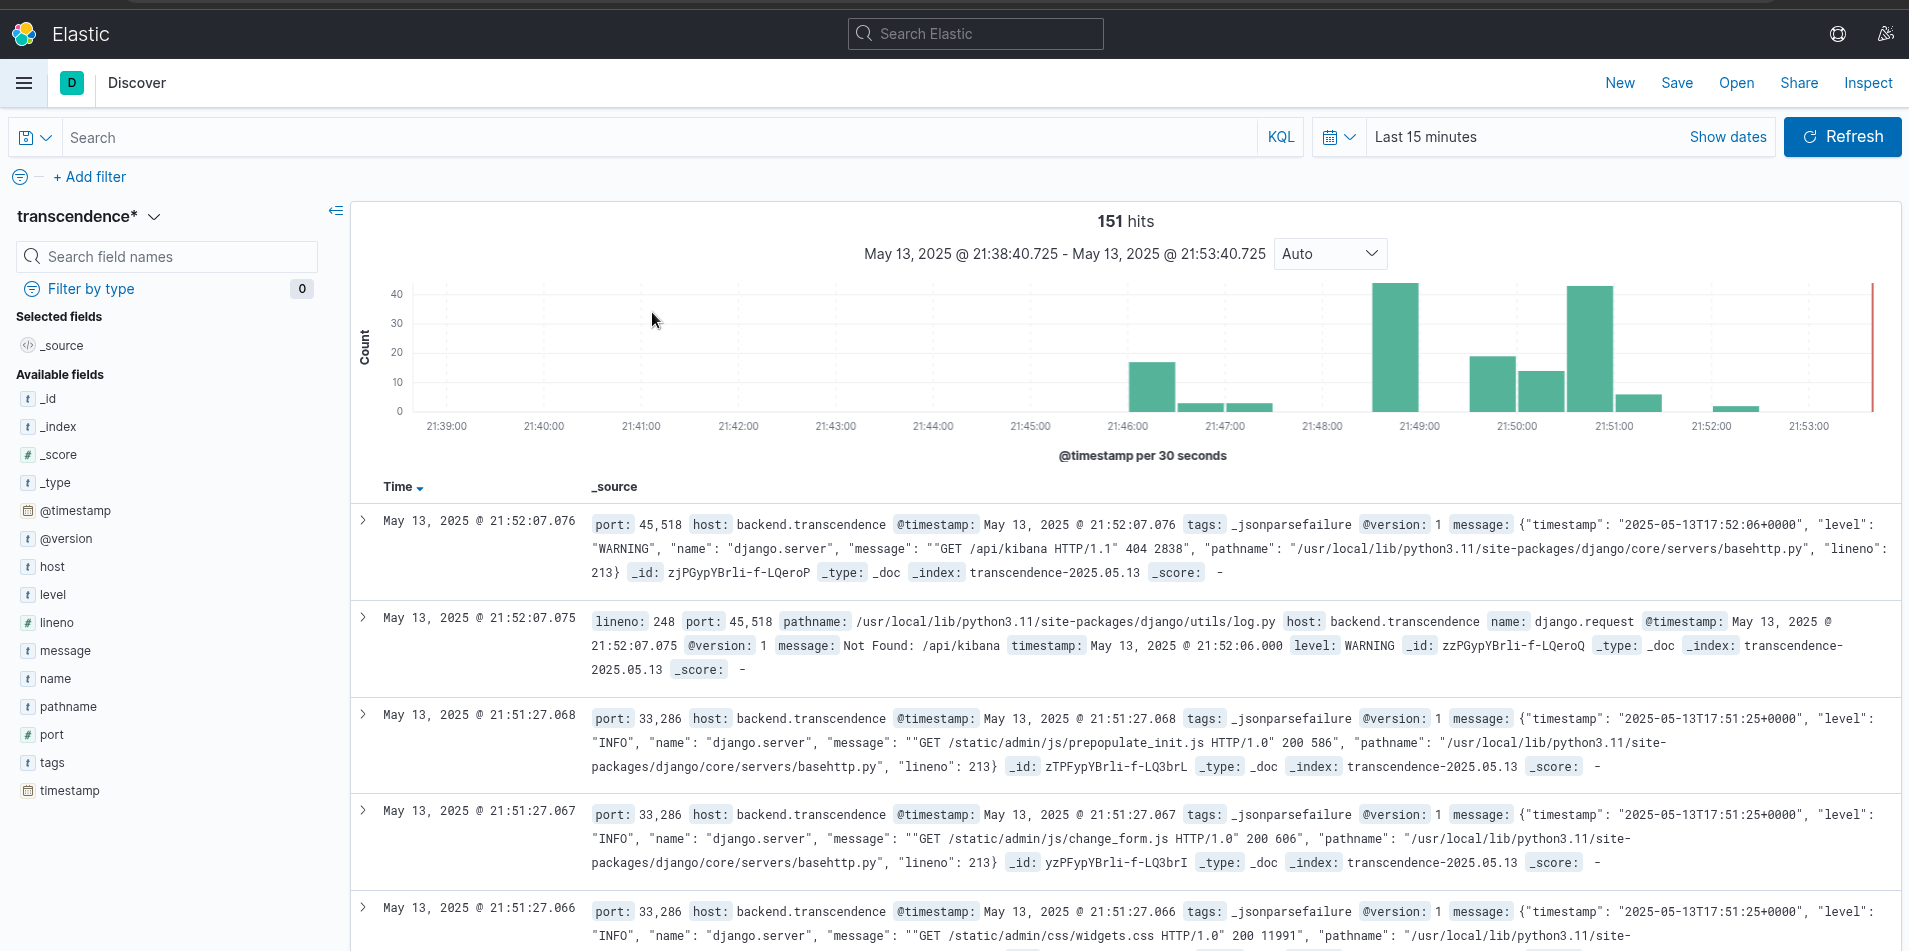 Elastic
Search Elastic
D
Discover
New Save Open Share Inspect
Search
KQL
Last 15 minutes
Show dates
Refresh
+ Add filter
transcendence*
Search field names
Filter by type
0
Selected fields
_source
Available fields
t _id
t _index
# _score
t _type
@timestamp
t @version
t host
t level
# lineno
t message
t name
t pathname
# port
t tags
timestamp
151 hits
May 13, 2025 @ 21:38:40.725 - May 13, 2025 @ 21:53:40.725
Auto
Count
40
30
20
10
0
21:39:00 21:40:00 21:41:00 21:42:00 21:43:00 21:44:00 21:45:00 21:46:00 21:47:00 21:48:00 21:49:00 21:50:00 21:51:00 21:52:00 21:53:00
@timestamp per 30 seconds
Time _source
May 13, 2025 @ 21:52:07.076 port: 45,518 host: backend.transcendence @timestamp: May 13, 2025 @ 21:52:07.076 tags: _jsonparsefailure @version: 1 message: {"timestamp": "2025-05-13T17:52:06+0000", "level":
"WARNING", "name": "django.server", "message": ""GET /api/kibana HTTP/1.1" 404 2838", "pathname": "/usr/local/lib/python3.11/site-packages/django/core/servers/basehttp.py", "lineno":
213} _id: zjPGypYBrli-f-LQeroP _type: _doc _index: transcendence-2025.05.13 _score: -
May 13, 2025 @ 21:52:07.075 lineno: 248 port: 45,518 pathname: /usr/local/lib/python3.11/site-packages/django/utils/log.py host: backend.transcendence name: django.request @timestamp: May 13, 2025 @
21:52:07.075 @version: 1 message: Not Found: /api/kibana timestamp: May 13, 2025 @ 21:52:06.000 level: WARNING _id: zzPGypYBrli-f-LQeroQ _type: _doc _index: transcendence-
2025.05.13 _score: -
May 13, 2025 @ 21:51:27.068 port: 33,286 host: backend.transcendence @timestamp: May 13, 2025 @ 21:51:27.068 tags: _jsonparsefailure @version: 1 message: {"timestamp": "2025-05-13T17:51:25+0000", "level":
"INFO", "name": "django.server", "message": ""GET /static/admin/js/prepopulate_init.js HTTP/1.0" 200 586", "pathname": "/usr/local/lib/python3.11/site-
packages/django/core/servers/basehttp.py", "lineno": 213} _id: zTPFypYBrli-f-LQ3brL _type: _doc _index: transcendence-2025.05.13 _score: -
May 13, 2025 @ 21:51:27.067 port: 33,286 host: backend.transcendence @timestamp: May 13, 2025 @ 21:51:27.067 tags: _jsonparsefailure @version: 1 message: {"timestamp": "2025-05-13T17:51:25+0000", "level":
"INFO", "name": "django.server", "message": ""GET /static/admin/js/change_form.js HTTP/1.0" 200 606", "pathname": "/usr/local/lib/python3.11/site-
packages/django/core/servers/basehttp.py", "lineno": 213} _id: yzPFypYBrli-f-LQ3brI _type: _doc _index: transcendence-2025.05.13 _score: -
May 13, 2025 @ 21:51:27.066 port: 33,286 host: backend.transcendence @timestamp: May 13, 2025 @ 21:51:27.066 tags: _jsonparsefailure @version: 1 message: {"timestamp": "2025-05-13T17:51:25+0000", "level":
"INFO", "name": "django.server", "message": ""GET /static/admin/css/widgets.css HTTP/1.0" 200 11991", "pathname": "/usr/local/lib/python3.11/site-